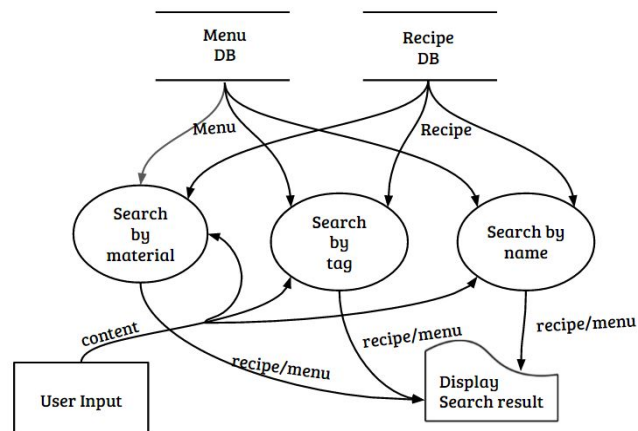 Menu
DB
Recipe
DB
Menu
Recipe
Search
by
material
Search
by
tag
Search by
name
content
recipe/menu
recipe/menu
recipe/menu
User Input
Display
Search result